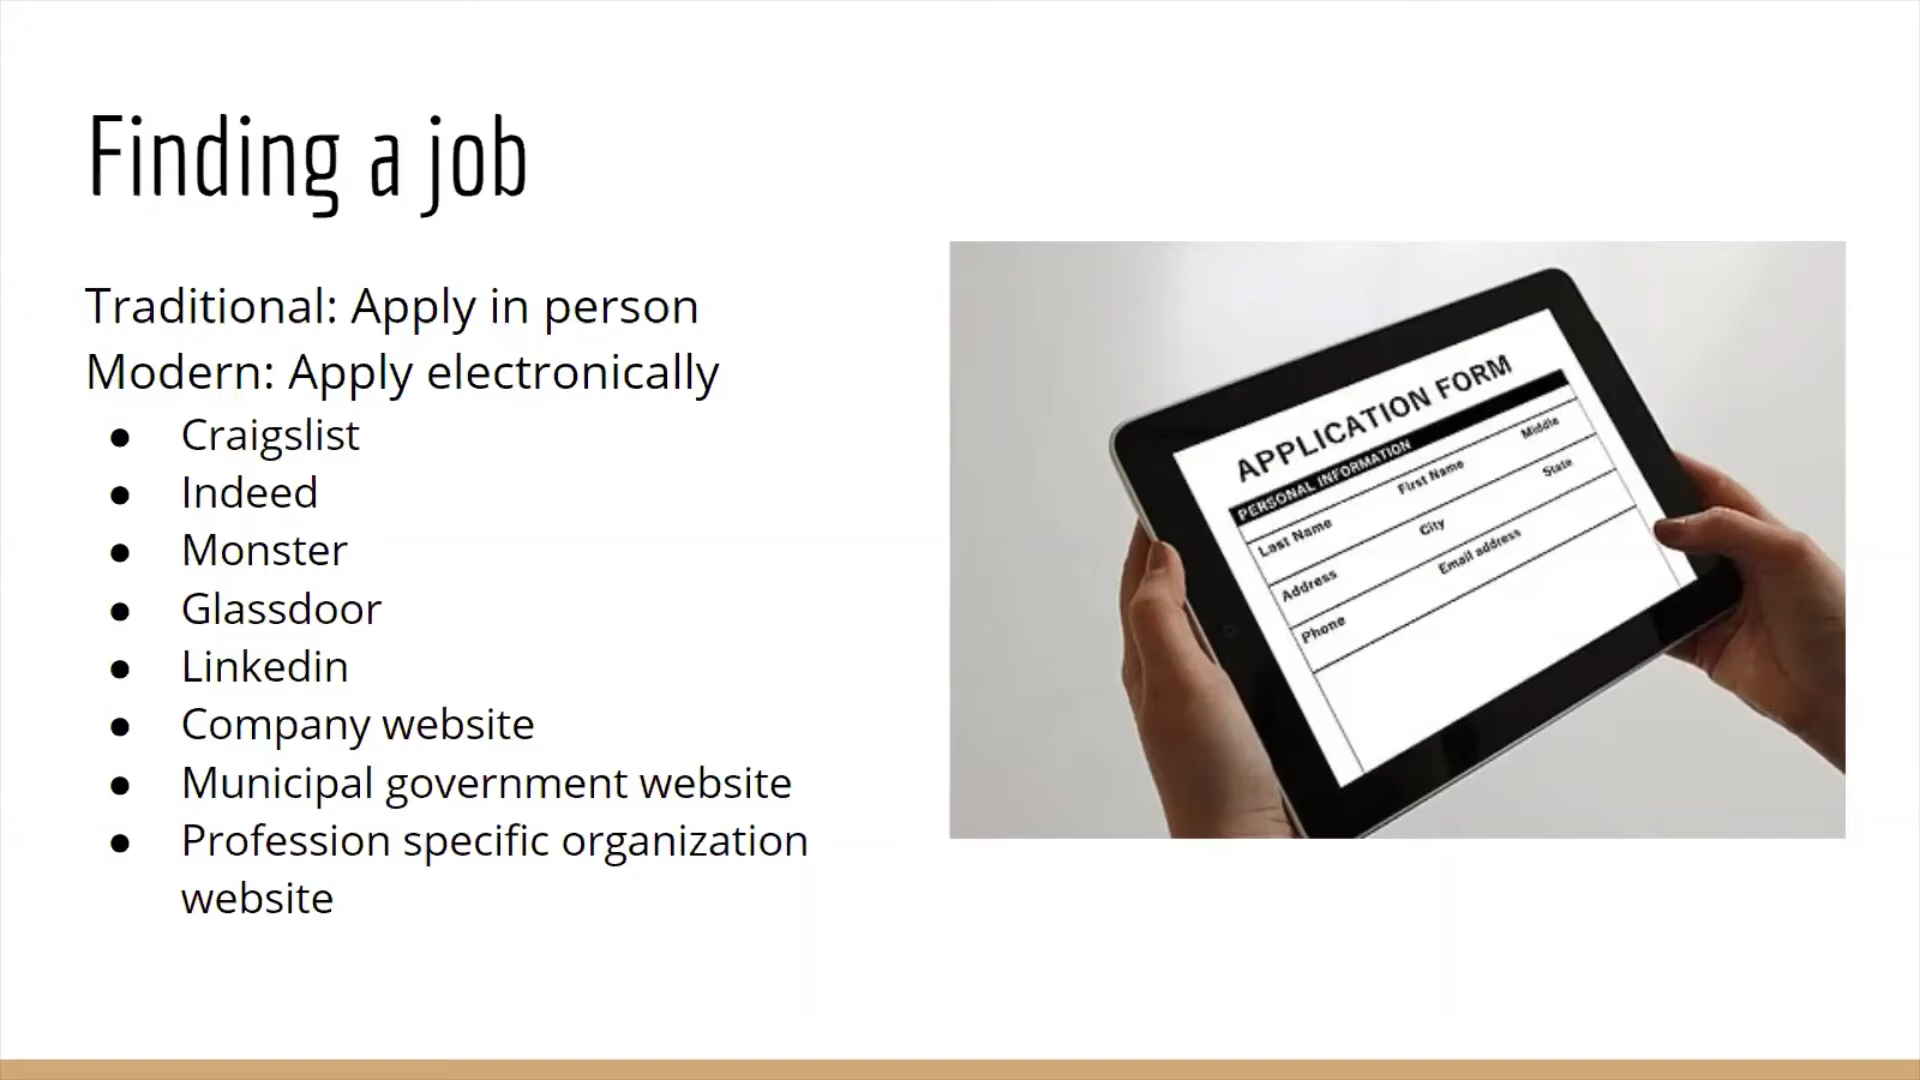 Finding a job
Traditional: Apply in person
Modern: Apply electronically
● Craigslist
● Indeed
● Monster
● Glassdoor
● Linkedin
● Company website
● Municipal government website
● Profession specific organization
website
APPLICATION FORM
PERSONAL INFORMATION
Last Name First Name Middle
Address City State
Phone Email address